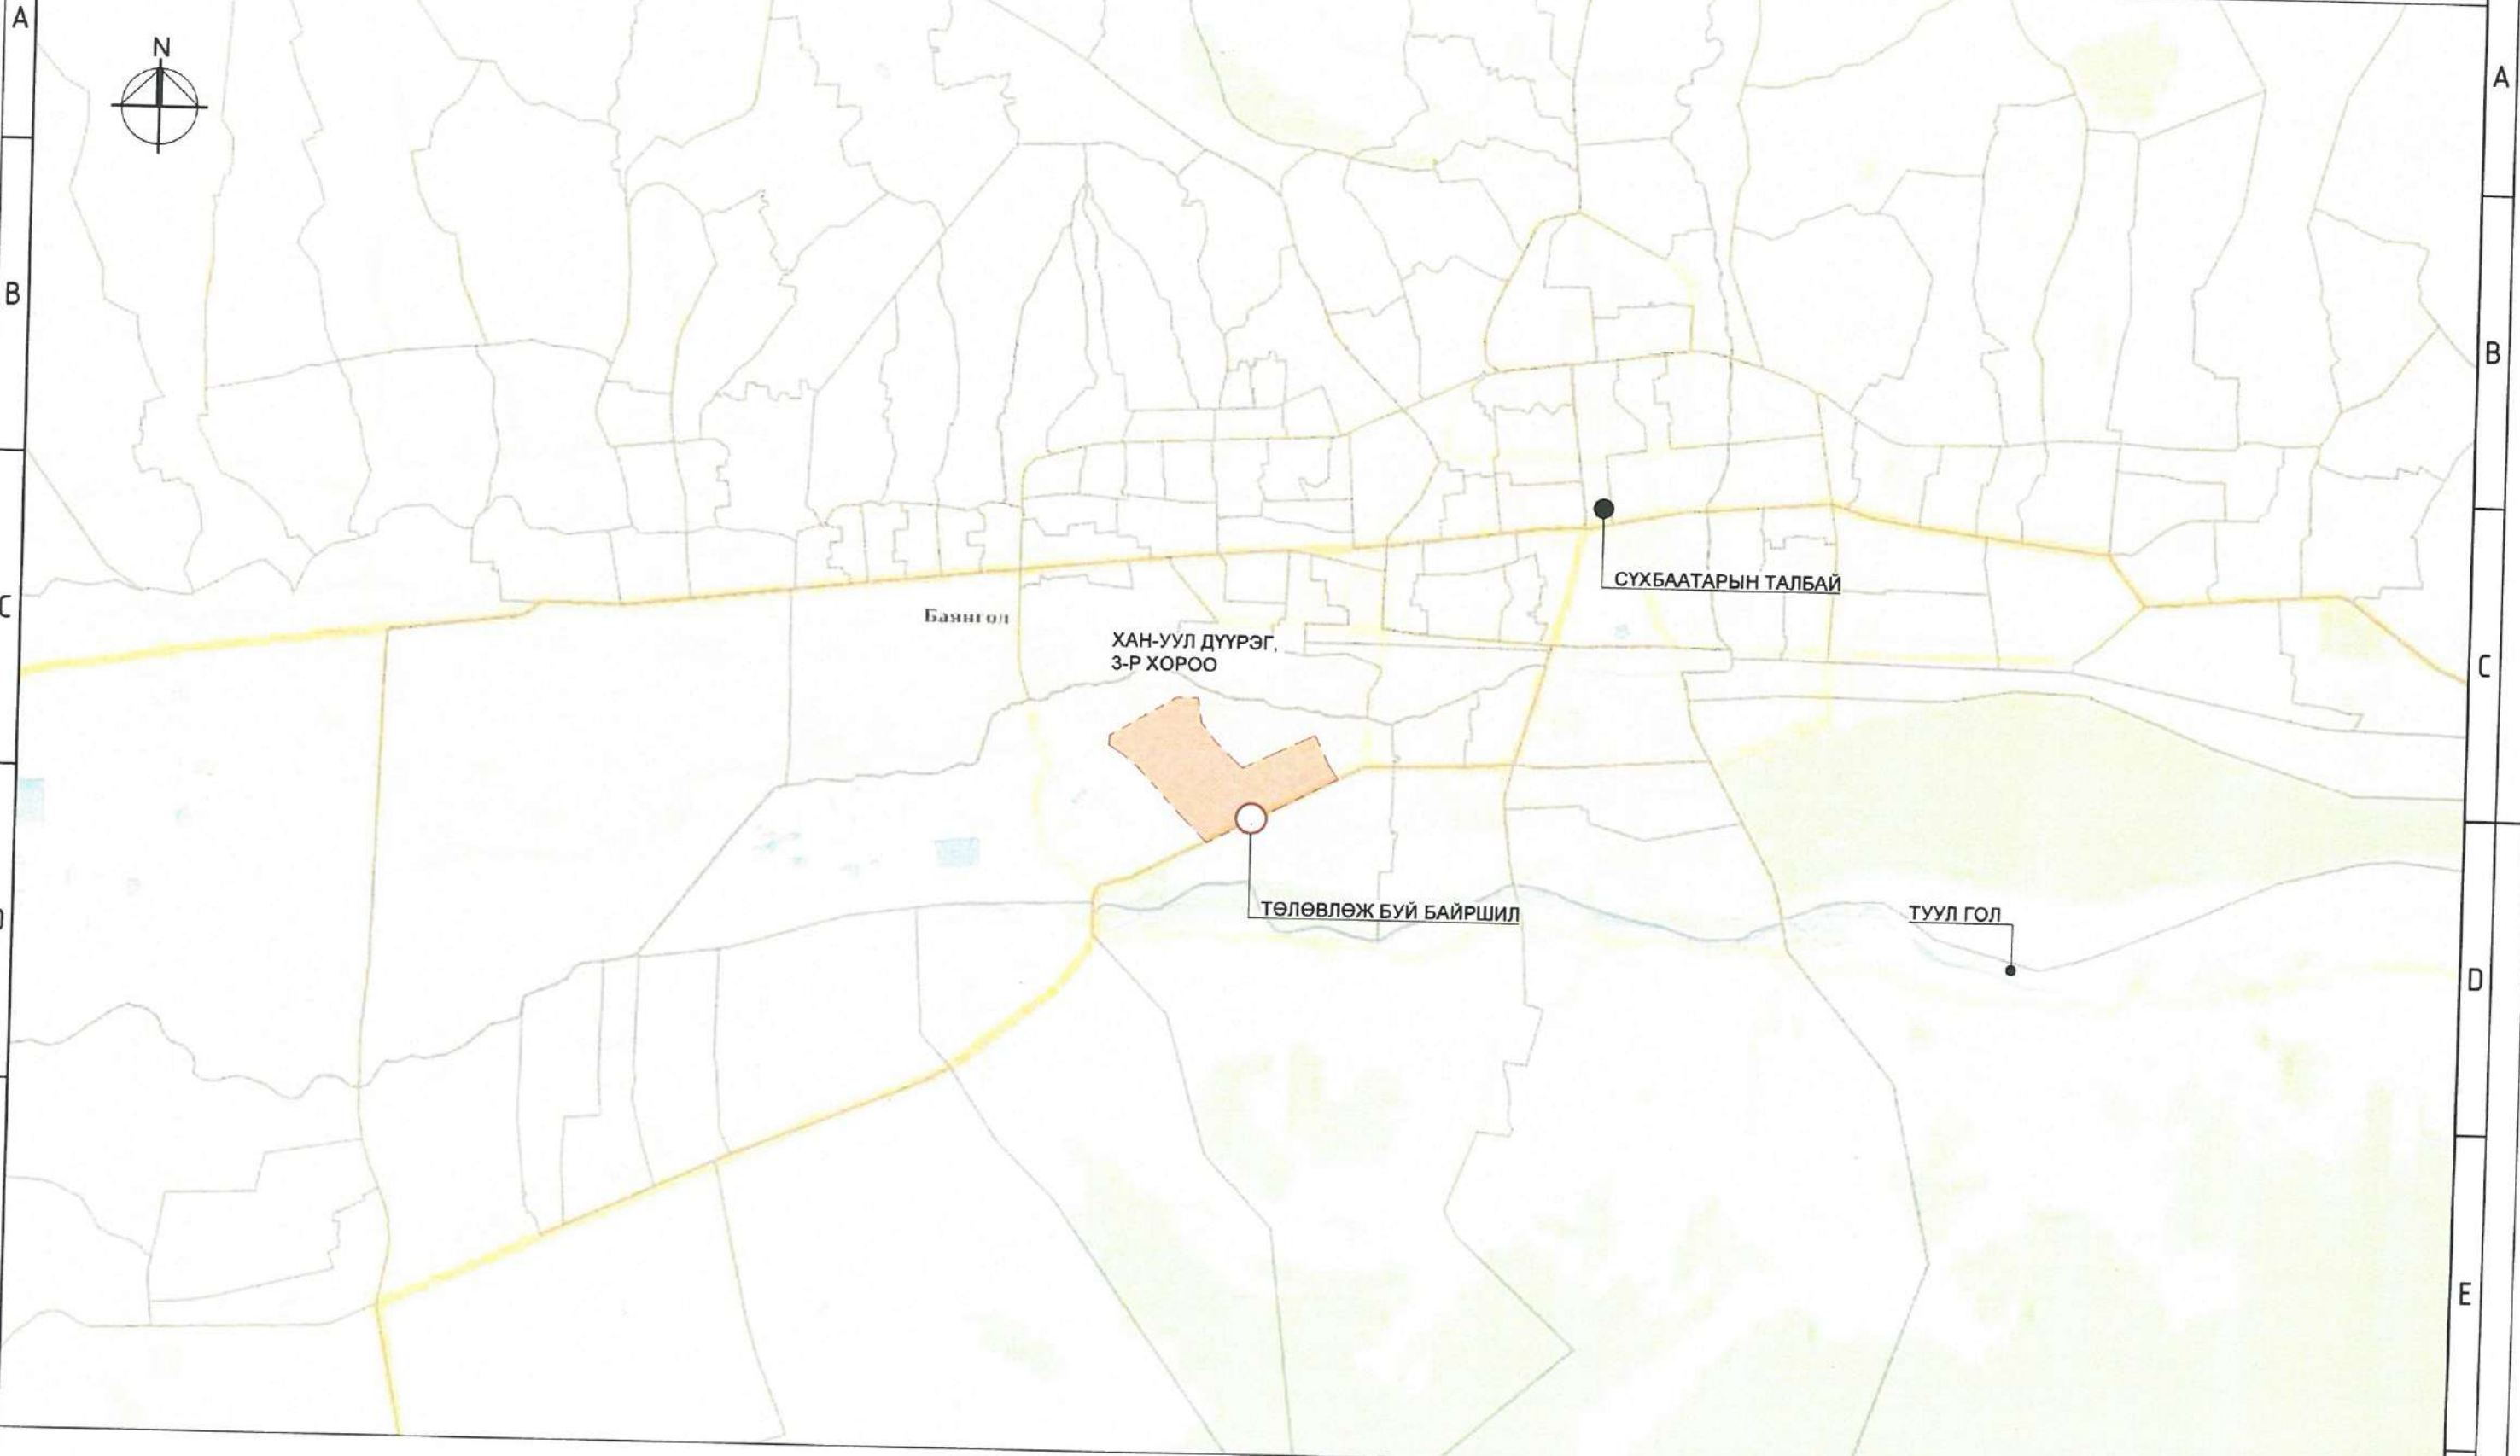 A
N
A
B
B
СҮХБААТАРЫН ТАЛБАЙ
C
Баянгол
ХАН-УУЛ ДҮҮРЭГ,
3-Р ХОРОО
C
ТӨЛӨВЛӨЖ БУЙ БАЙРШИЛ
ТУУЛ ГОЛ
D
D
E